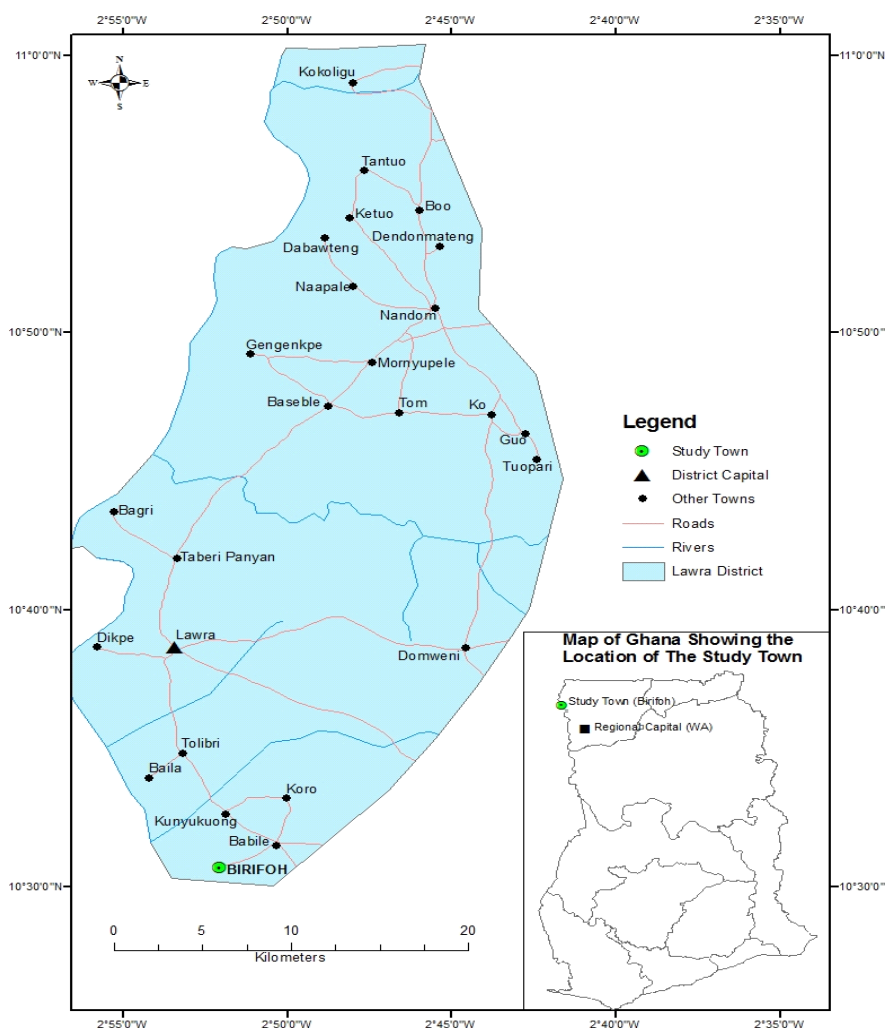 2°55'0"W 2°50'0"W 2°45'0"W 2°40'0"W 2°35'0"W
11°0'0"N 11°0'0"N
N
W E
S
Kokoligu
Tantuo
Ketuo
Boo
Dendonmateng
Dabawteng
Naapale
Nandom
10°50'0"N 10°50'0"N
Gengenkpe
Mornyupele
Baseble
Tom
Ko
Guo
Tuopari
Legend
Study Town
District Capital
Other Towns
Roads
Rivers
Lawra District
Bagri
Taberi Panyan
10°40'0"N 10°40'0"N
Dikpe
Lawra
Domweni
Map of Ghana Showing the
Location of The Study Town
Study Town (Birifoh)
Regional Capital (WA)
Tolibri
Baila
Koro
Kunyukuong
Babile
BIRIFOH
10°30'0"N 10°30'0"N
0 5 10 20
Kilometers
2°55'0"W 2°50'0"W 2°45'0"W 2°40'0"W 2°35'0"W